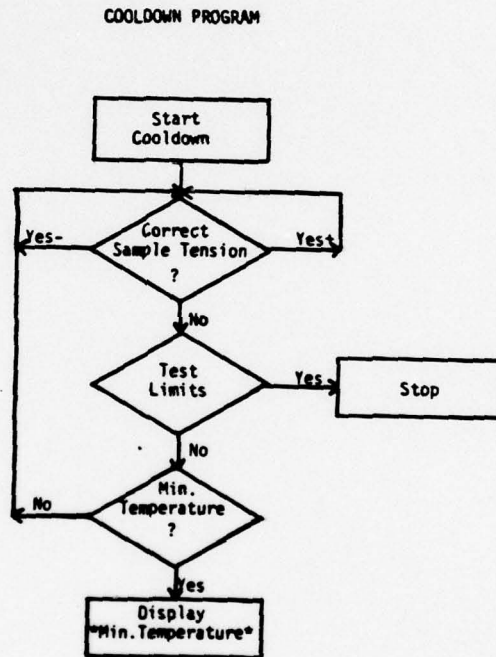 COOLDOWN PROGRAM
Start
Cooldown
Correct
Sample Tension
?
Yes-
Yes+
No
Test
Limits
Yes
Stop
No
Min.
Temperature
?
No
Yes
Display
"Min.Temperature"